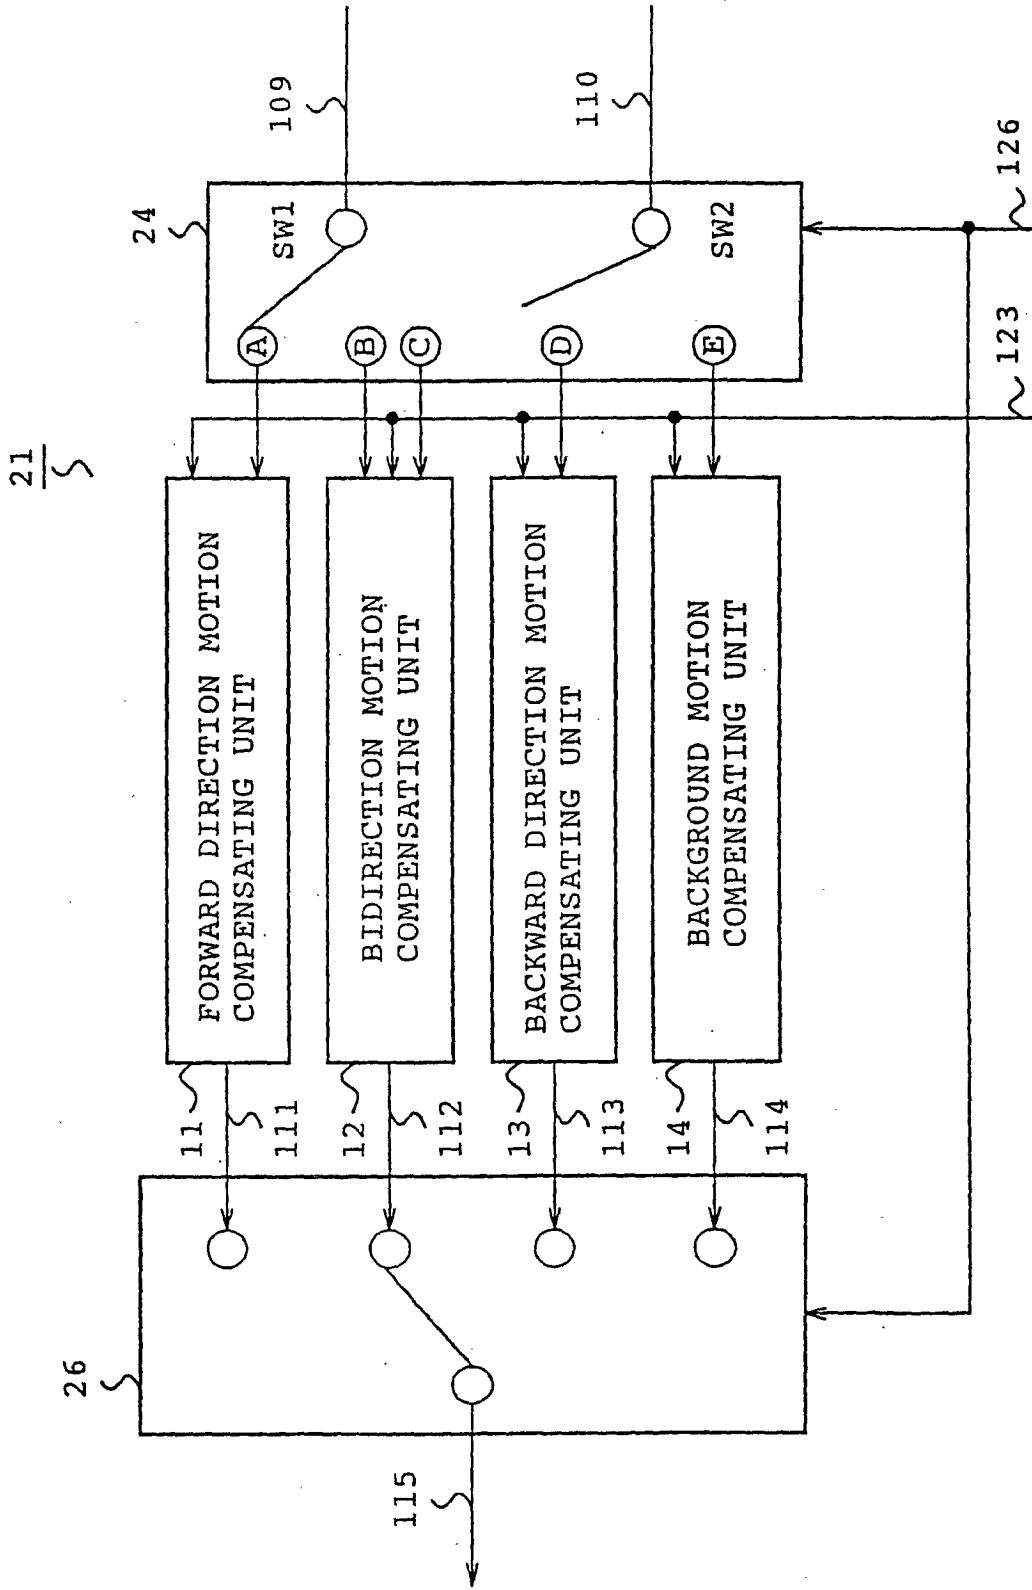 21
26
115
11
111
12
112
13
113
14
114
FORWARD DIRECTION MOTION
COMPENSATING UNIT
BIDIRECTION MOTION
COMPENSATING UNIT
BACKWARD DIRECTION MOTION
COMPENSATING UNIT
BACKGROUND MOTION
COMPENSATING UNIT
24
SW1
A
B
C
D
E
SW2
109
110
123
126